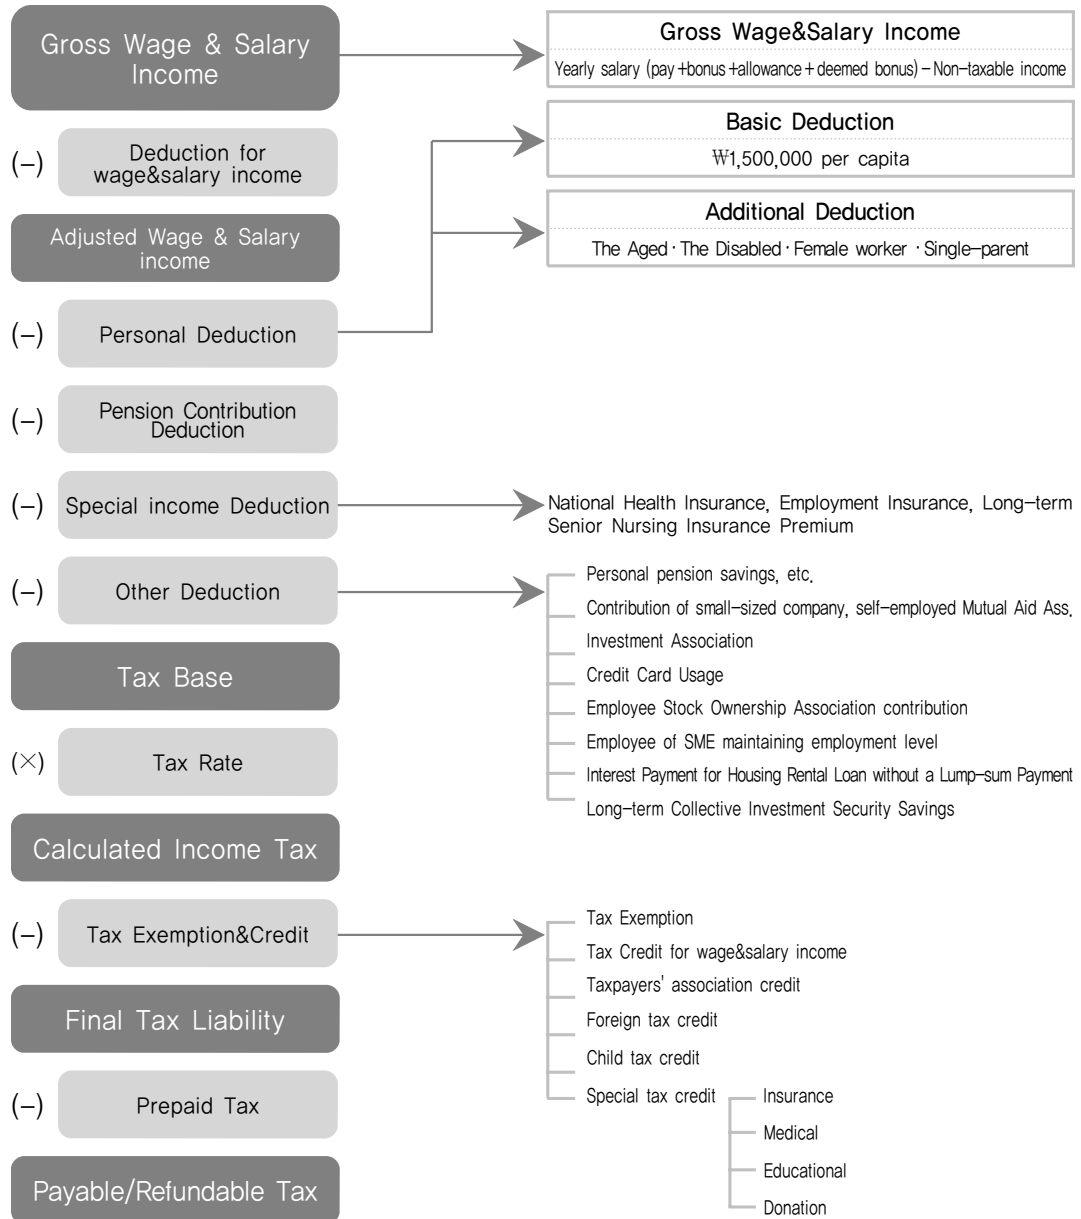 Gross Wage & Salary
Income
Gross Wage&Salary Income
Yearly salary (pay+bonus+allowance+deemed bonus)-Non-taxable income
(-)
Deduction for
wage&salary income
Basic Deduction
₩1,500,000 per capita
Adjusted Wage & Salary
income
Additional Deduction
The Aged · The Disabled · Female worker · Single-parent
(-)
Personal Deduction
(-)
Pension Contribution
Deduction
(-)
Special income Deduction
National Health Insurance, Employment Insurance, Long-term
Senior Nursing Insurance Premium
(-)
Other Deduction
Personal pension savings, etc.
Contribution of small-sized company, self-employed Mutual Aid Ass.
Investment Association
Credit Card Usage
Employee Stock Ownership Association contribution
Employee of SME maintaining employment level
Interest Payment for Housing Rental Loan without a Lump-sum Payment
Long-term Collective Investment Security Savings
Tax Base
(×)
Tax Rate
Calculated Income Tax
(-)
Tax Exemption&Credit
Tax Exemption
Tax Credit for wage&salary income
Taxpayers' association credit
Foreign tax credit
Child tax credit
Special tax credit
Insurance
Medical
Educational
Donation
Final Tax Liability
(-)
Prepaid Tax
Payable/Refundable Tax